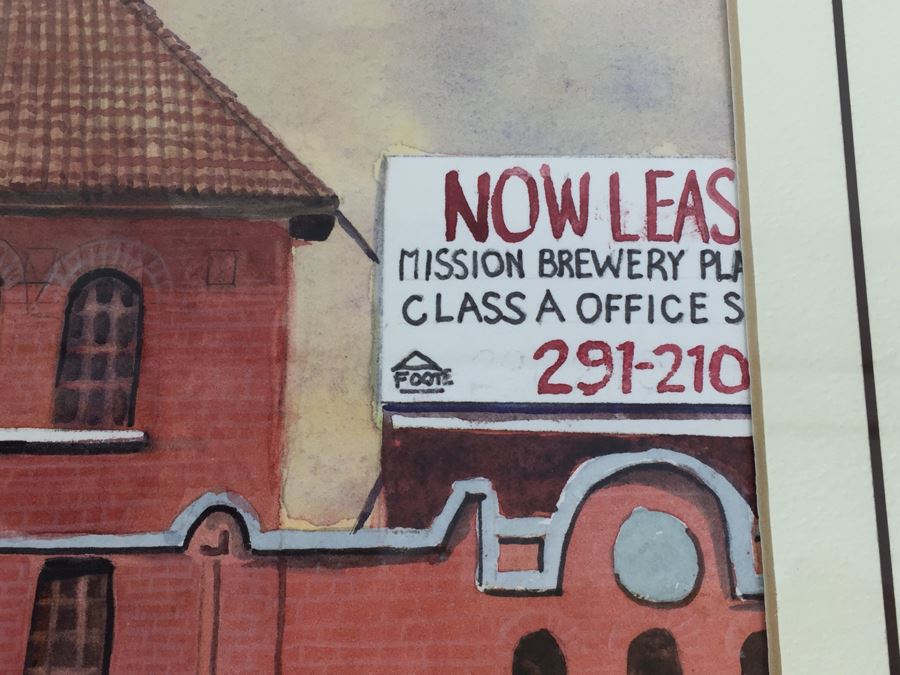 NOW LEAS
MISSION BREWERY PLA
CLASS A OFFICE S
291-210
FOOTE